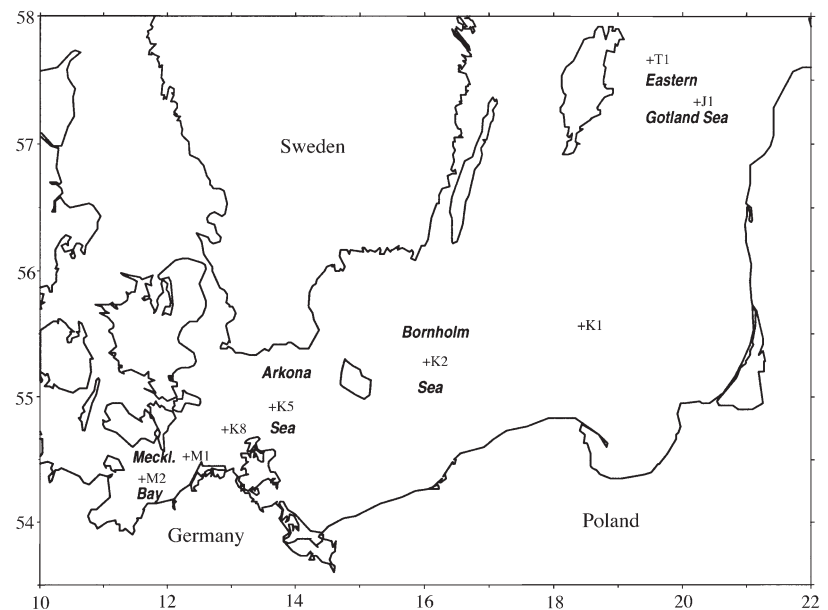 58
+T1
Eastern
+J1
Gotland Sea
57
Sweden
56
Bornholm
+K1
+K2
Arkona
Sea
55
+K5
+K8
Sea
Meckl.
+M1
+M2
Bay
54
Germany
Poland
10
12
14
16
18
20
22